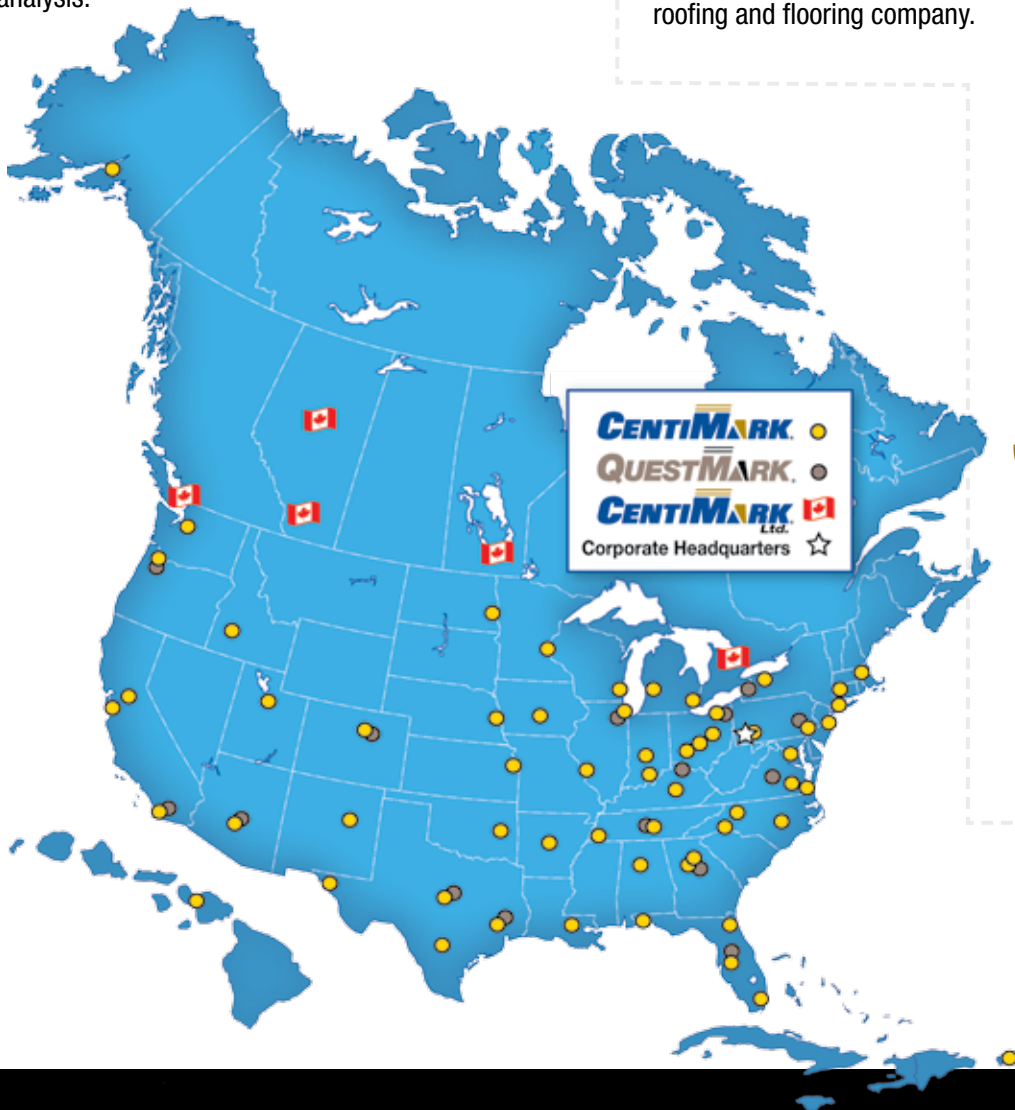 analysis.
roofing and flooring company.
CENTIMARK.
QUESTMARK.
CENTIMARK
Ltd.
Corporate Headquarters